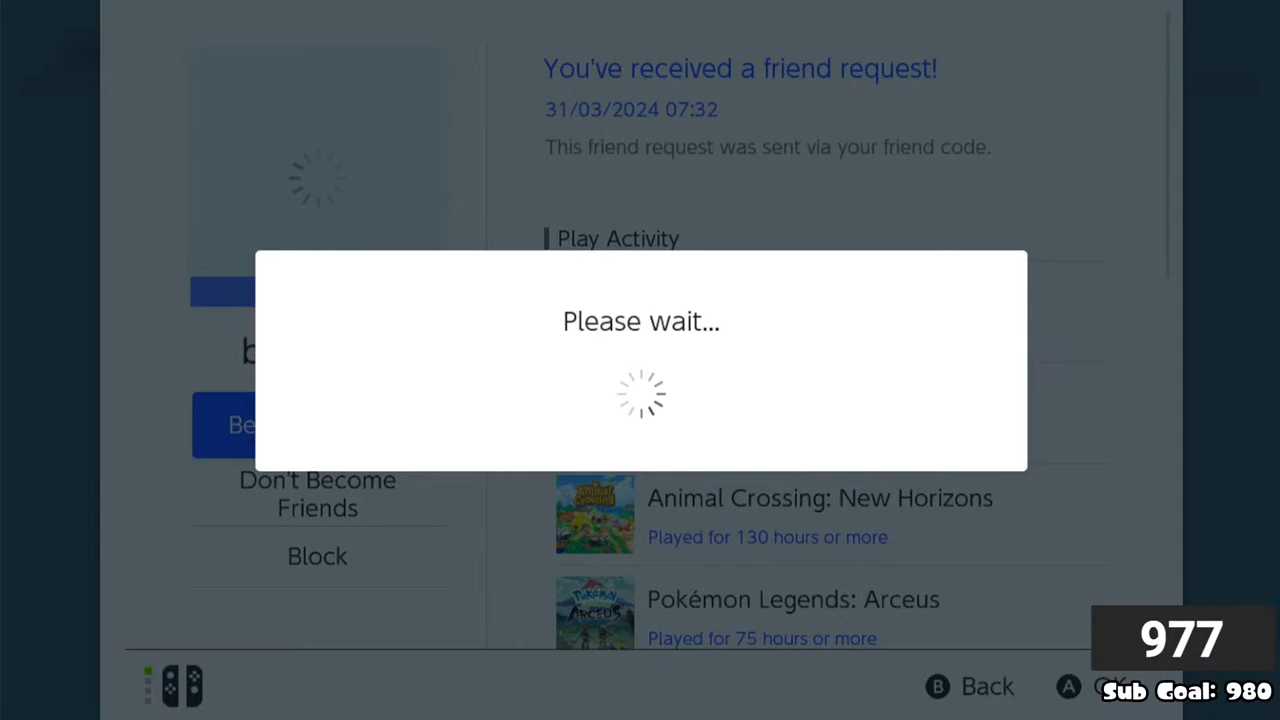 You've received a friend request!
31/03/2024 07:32
This friend request was sent via your friend code.
Play Activity
Please wait...
Don't Become
Friends
Block
Animal Crossing: New Horizons
Played for 130 hours or more
Pokémon Legends: Arceus
Played for 75 hours or more
977
Sub Goal: 980
B Back
A